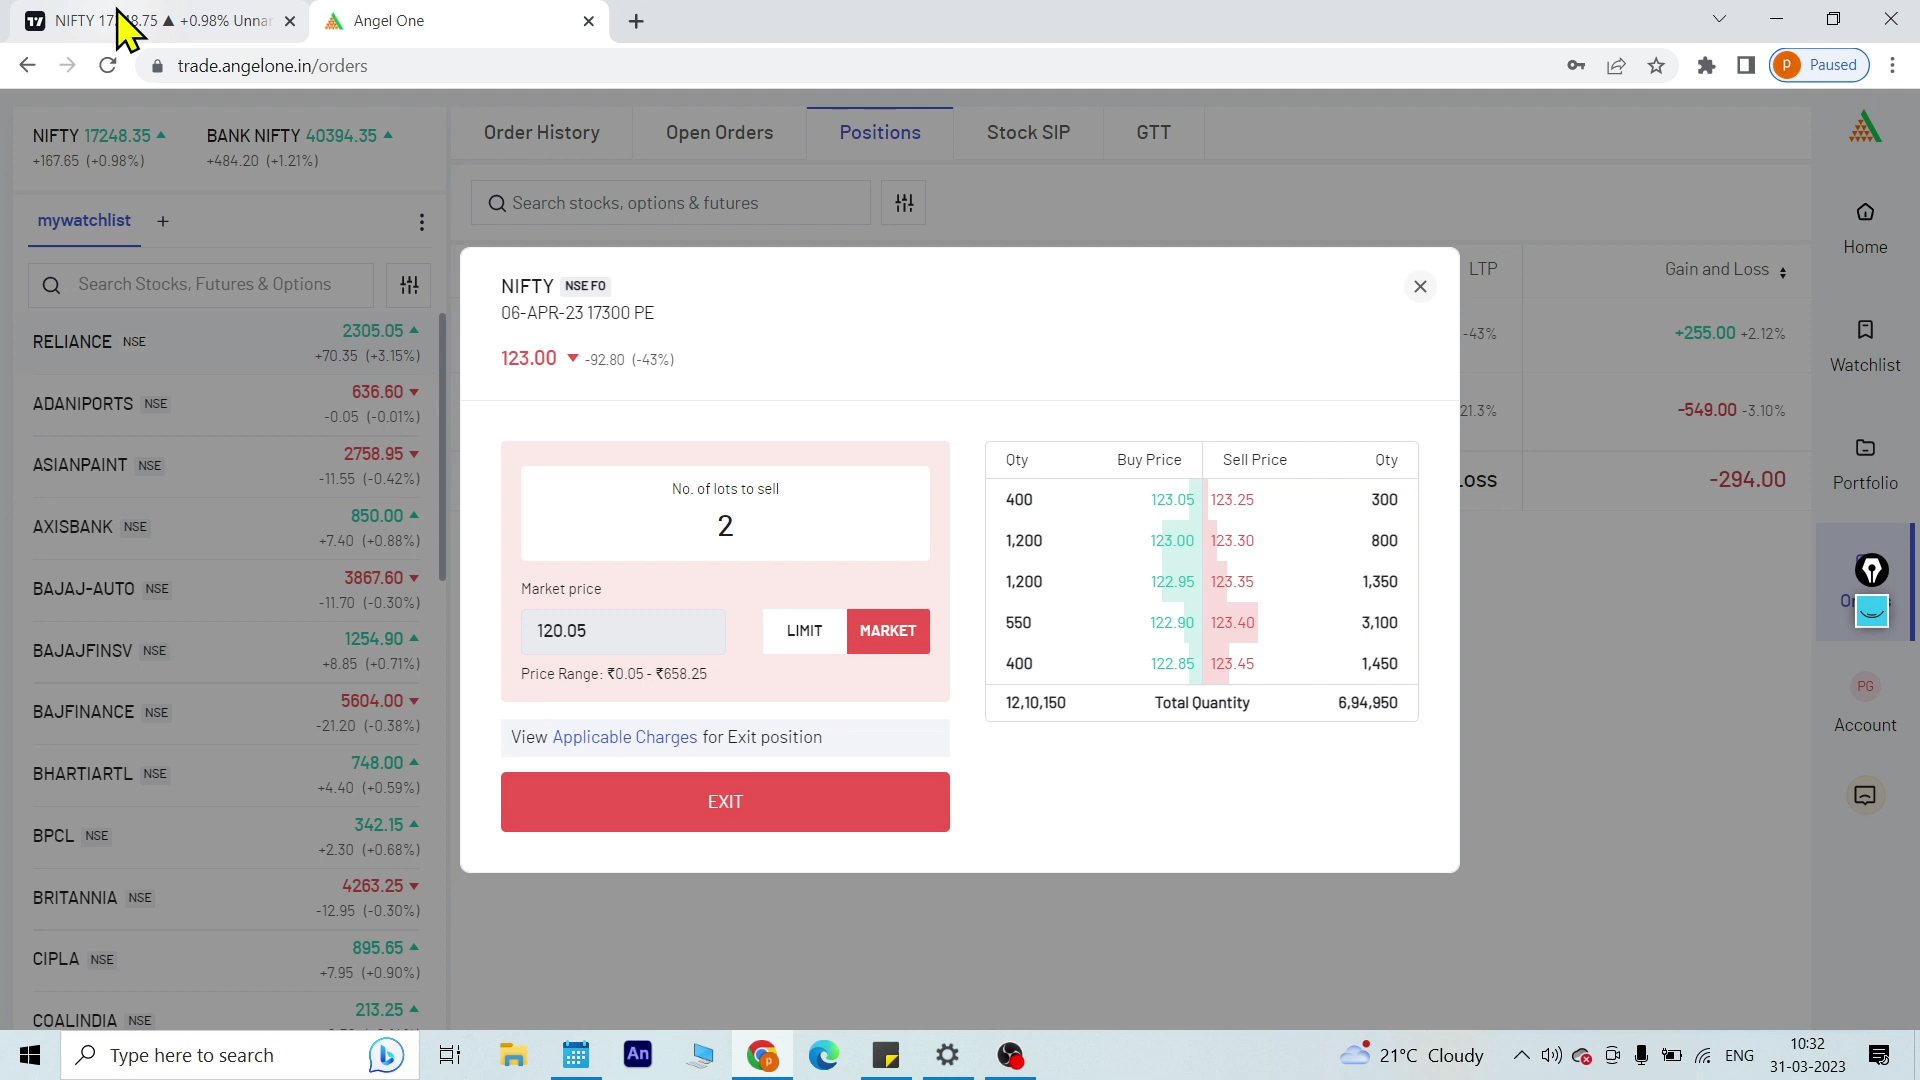 NIFTY 17,248.75 ▲ +0.98% Unna
Angel One
trade.angelone.in/orders
P Paused
NIFTY 17248.35
+167.65 (+0.98%)
BANK NIFTY 40394.35
+484.20 (+1.21%)
mywatchlist +
Search Stocks, Futures & Options
RELIANCE NSE 2305.05
+70.35 (+3.15%)
ADANIPORTS NSE 636.60
-0.05 (-0.01%)
ASIANPAINT NSE 2758.95
-11.55 (-0.42%)
AXISBANK NSE 850.00
+7.40 (+0.88%)
BAJAJ-AUTO NSE 3867.60
-11.70 (-0.30%)
BAJAJFINSV NSE 1254.90
+8.85 (+0.71%)
BAJFINANCE NSE 5604.00
-21.20 (-0.38%)
BHARTIARTL NSE 748.00
+4.40 (+0.59%)
BPCL NSE 342.15
+2.30 (+0.68%)
BRITANNIA NSE 4263.25
-12.95 (-0.30%)
CIPLA NSE 895.65
+7.95 (+0.90%)
COALINDIA NSE 213.25
Order History
Open Orders
Positions
Stock SIP
GTT
Search stocks, options & futures
LTP
Gain and Loss
-43%
+255.00 +2.12%
21.3%
-549.00 -3.10%
Loss
-294.00
NIFTY NSE FO
06-APR-23 17300 PE
123.00 -92.80 (-43%)
No. of lots to sell
2
Market price
120.05
LIMIT MARKET
Price Range: ₹0.05 - ₹658.25
View Applicable Charges for Exit position
EXIT
Qty Buy Price Sell Price Qty
400 123.05 123.25 300
1,200 123.00 123.30 800
1,200 122.95 123.35 1,350
550 122.90 123.40 3,100
400 122.85 123.45 1,450
12,10,150 Total Quantity 6,94,950
Home
Watchlist
Portfolio
PG
Account
Type here to search
An
21°C Cloudy
ENG
10:32
31-03-2023